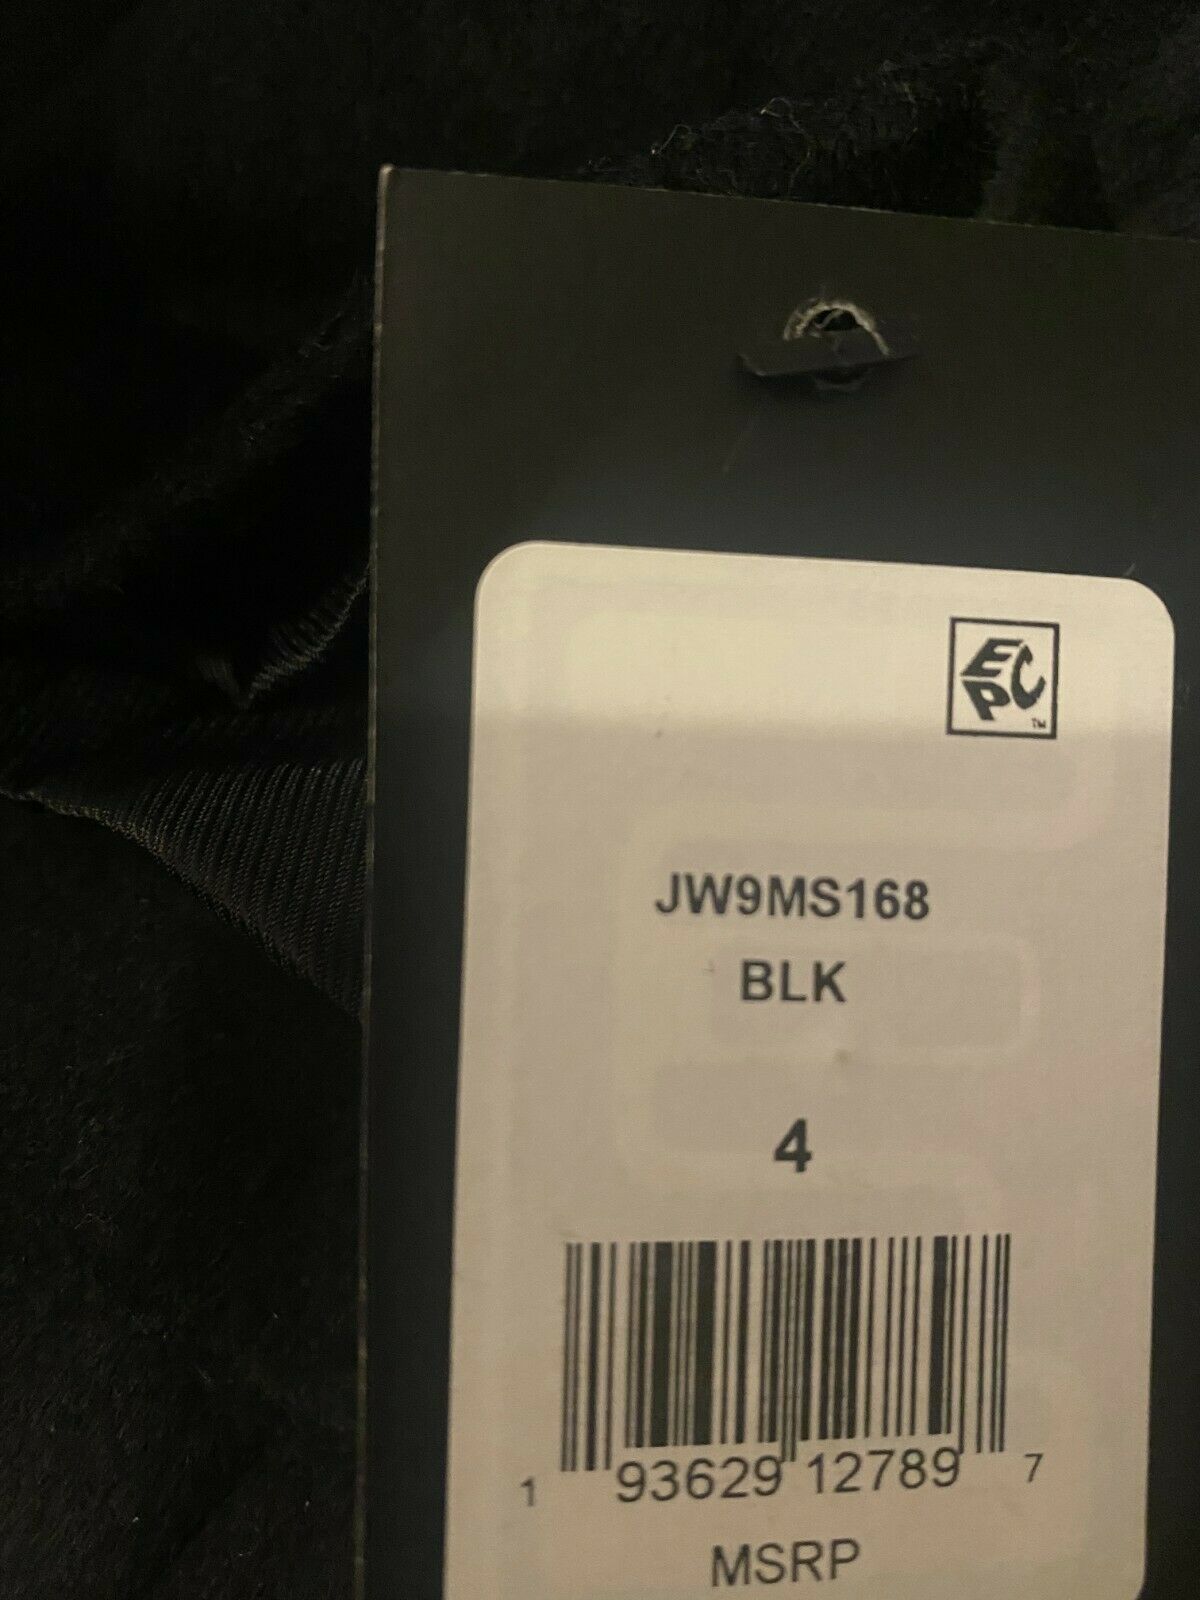 EPC
TM
JW9MS168
BLK
4
1 93629 12789 7
MSRP